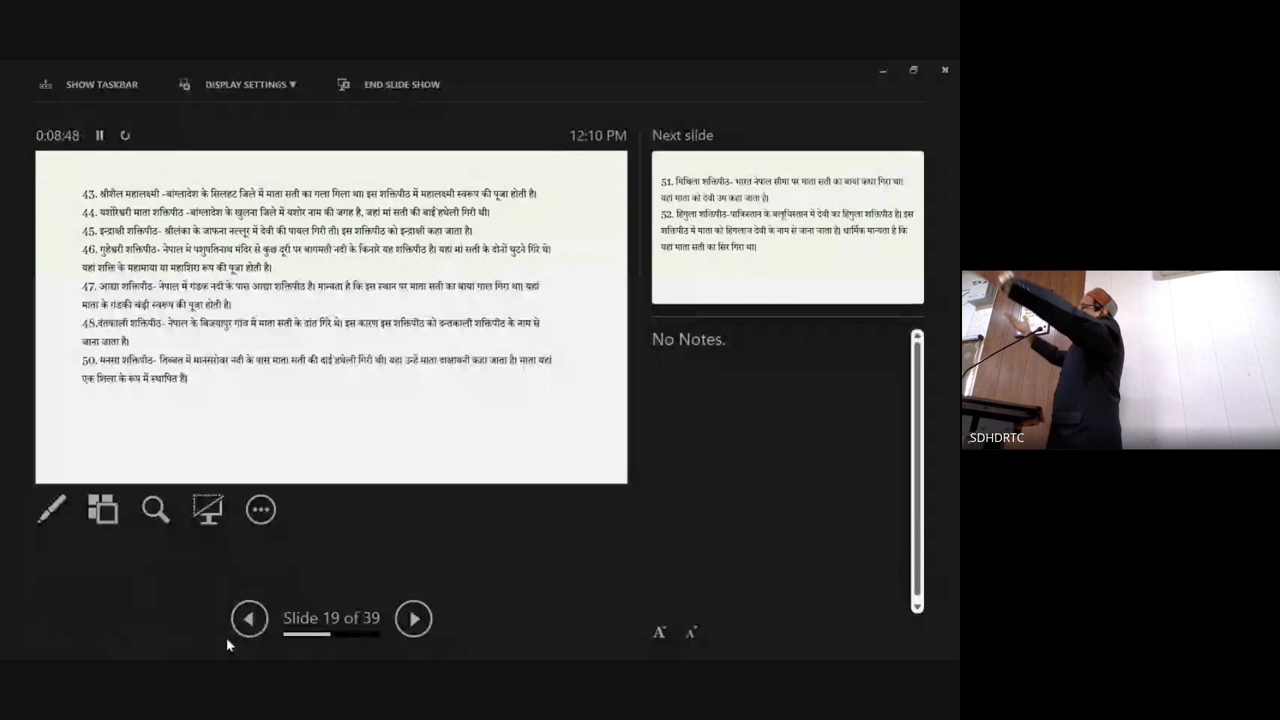 SHOW TASKBAR
DISPLAY SETTINGS ▼
END SLIDE SHOW
0:08:48
12:10 PM
43. श्रीशैल महालक्ष्मी -बांग्लादेश के सिलहट जिले में माता सती का गला गिला था। इस शक्तिपीठ में महालक्ष्मी स्वरूप की पूजा होती है।
44. यशोरेश्वरी माता शक्तिपीठ -बांग्लादेश के खुलना जिले में यशोर नाम की जगह है, जहां मां सती की बाईं हथेली गिरी थी।
45. इन्द्राक्षी शक्तिपीठ- श्रीलंका के जाफना नल्लूर में देवी की पायल गिरी ती। इस शक्तिपीठ को इन्द्राक्षी कहा जाता है।
46. गुहेश्वरी शक्तिपीठ- नेपाल में पशुपतिनाथ मंदिर से कुछ दूरी पर बागमती नदी के किनारे यह शक्तिपीठ है। यहां मां सती के दोनों घुटने गिरे थे।
यहां शक्ति के महामाया या महाशिरा रूप की पूजा होती है।
47. आद्या शक्तिपीठ- नेपाल में गंडक नदी के पास आद्या शक्तिपीठ है। मान्यता है कि इस स्थान पर माता सती का बायां गाल गिरा था। यहां
माता के गंडकी चंड़ी स्वरूप की पूजा होती है।
48.दंतकाली शक्तिपीठ- नेपाल के बिजयापुर गांव में माता सती के दांत गिरे थे। इस कारण इस शक्तिपीठ को दन्तकाली शक्तिपीठ के नाम से
जाना जाता है।
50. मनसा शक्तिपीठ- तिब्बत में मानसरोवर नदी के पास माता सती की दाईं हथेली गिरी थी। यहां उन्हें माता दाक्षायनी कहा जाता है। माता यहां
एक शिला के रूप में स्थापित हैं।
Slide 19 of 39
Next slide
51. मिथिला शक्तिपीठ- भारत नेपाल सीमा पर माता सती का बायां कंधा गिरा था।
यहां माता को देवी उमा कहा जाता है।
52. हिंगुला शक्तिपीठ-पाकिस्तान के बलूचिस्तान में देवी का हिंगुला शक्तिपीठ है। इस
शक्तिपीठ में माता को हिंगलाज देवी के नाम से जाना जाता है। धार्मिक मान्यता है कि
यहां माता सती का सिर गिरा था।
No Notes.
SDHDRTC